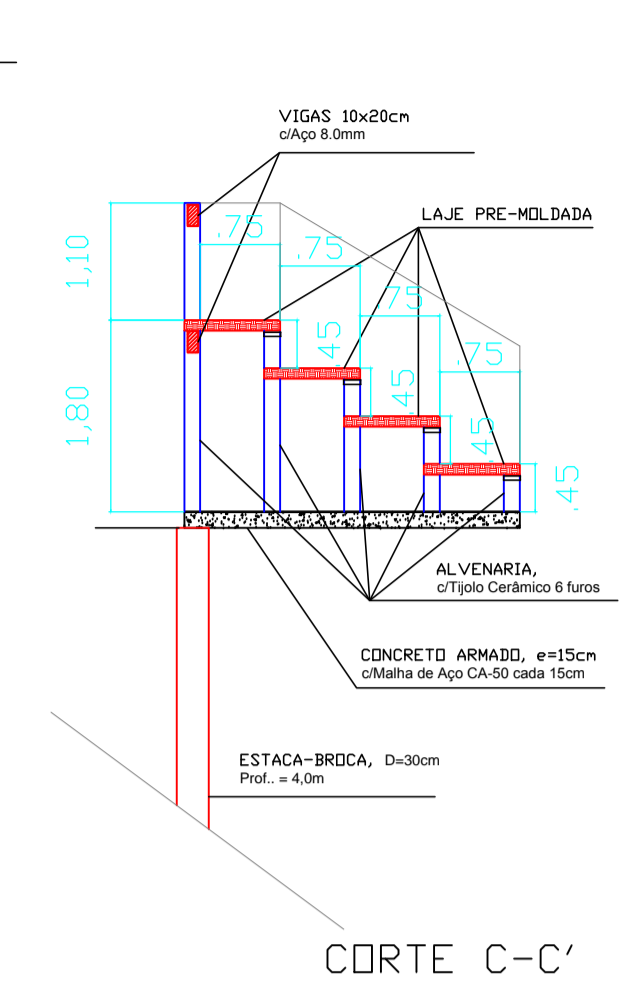 VIGAS 10x20cm
c/Aço 8.0mm
LAJE PRE-MOLDADA
1,10
.75
.75
.75
.75
.45
.45
.45
.45
1,80
ALVENARIA,
c/Tijolo Cerâmico 6 furos
CONCRETO ARMADO, e=15cm
c/Malha de Aço CA-50 cada 15cm
ESTACA-BROCA, D=30cm
Prof.. = 4,0m
CORTE C-C'